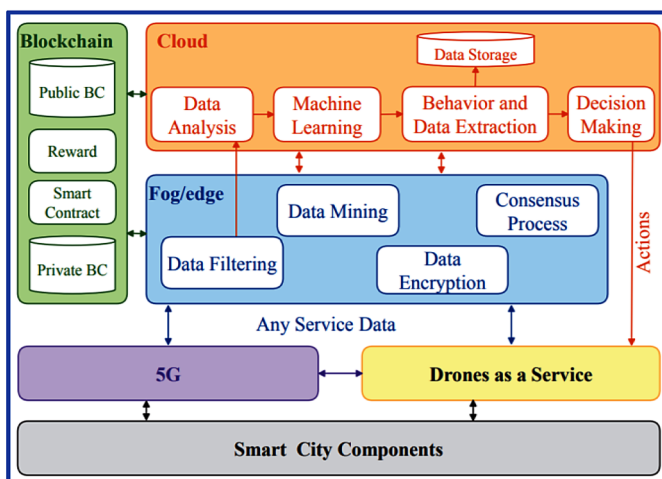 Blockchain
Public BC
Reward
Smart
Contract
Private BC
Cloud
Data Storage
Data
Analysis
Machine
Learning
Behavior and
Data Extraction
Decision
Making
Fog/edge
Data Mining
Consensus
Process
Data Filtering
Data
Encryption
Actions
Any Service Data
5G
Drones as a Service
Smart City Components